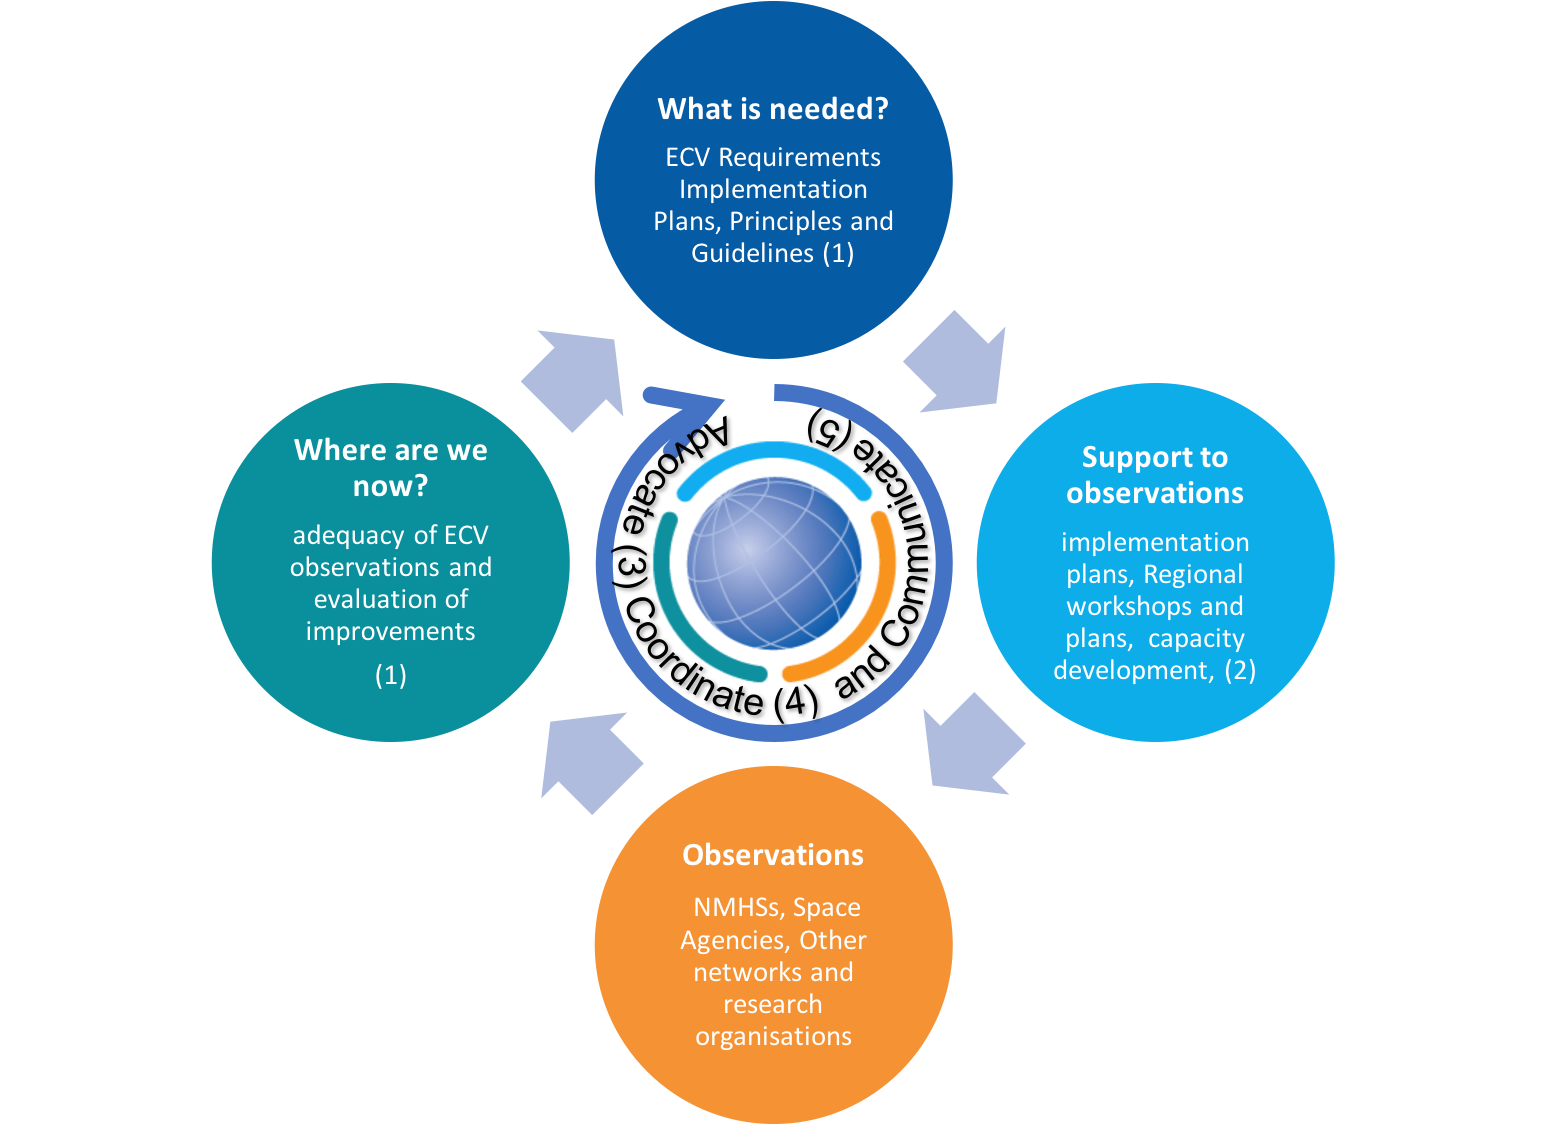 What is needed?
ECV Requirements
Implementation
Plans, Principles and
Guidelines (1)
Support to
observations
implementation
plans, Regional
workshops and
plans, capacity
development, (2)
Observations
NMHSs, Space
Agencies, Other
networks and
research
organisations
Where are we
now?
adequacy of ECV
observations and
evaluation of
improvements
(1)
Advocate (3) Coordinate (4) and Communicate (5)